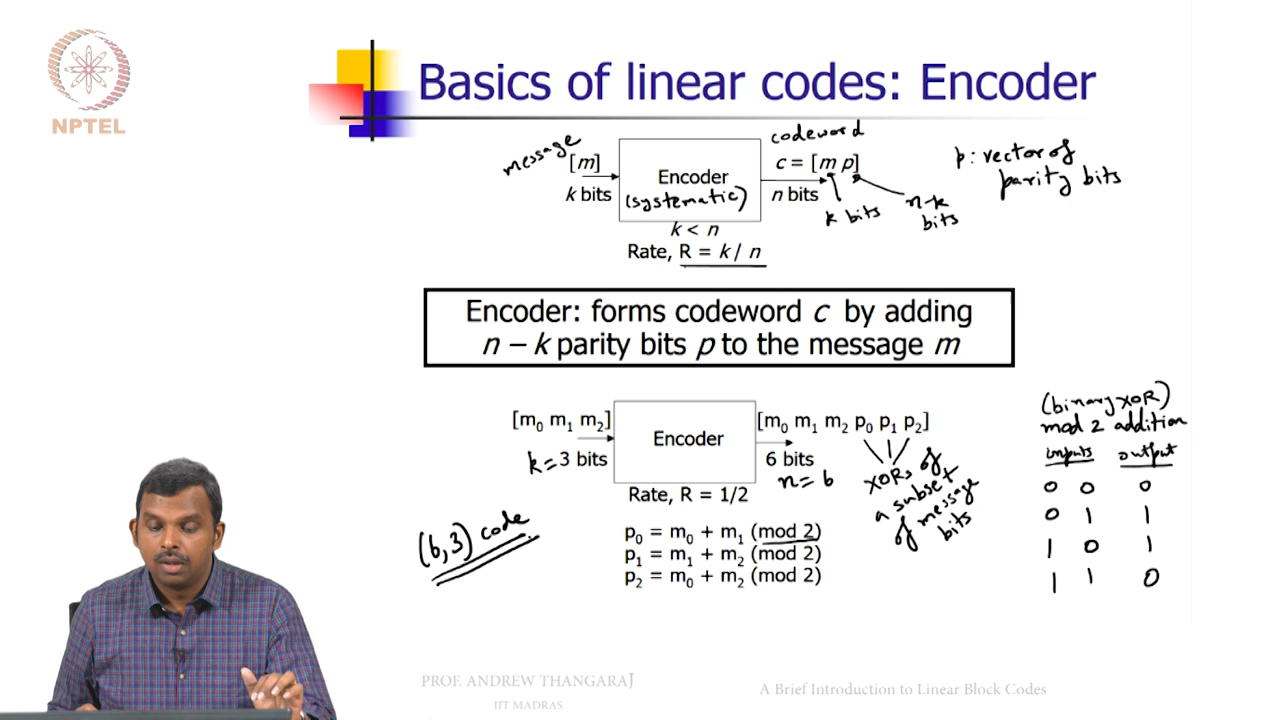 NPTEL
Basics of linear codes: Encoder
message
[m]
k bits
Encoder
(systematic)
k < n
Rate, R = k / n
codeword
c = [m p]
n bits
k bits
n-k
bits
p: vector of
parity bits
Encoder: forms codeword c by adding
n – k parity bits p to the message m
[m₀ m₁ m₂]
k=3 bits
Encoder
Rate, R = 1/2
[m₀ m₁ m₂ p₀ p₁ p₂]
6 bits
n=6
XORs of
a subset
of message
bits
(6,3) code
p₀ = m₀ + m₁ (mod 2)
p₁ = m₁ + m₂ (mod 2)
p₂ = m₀ + m₂ (mod 2)
(binary XOR)
mod 2 addition
inputs output
0 0 0
0 1 1
1 0 1
1 1 0
PROF. ANDREW THANGARAJ
IIT MADRAS
A Brief Introduction to Linear Block Codes